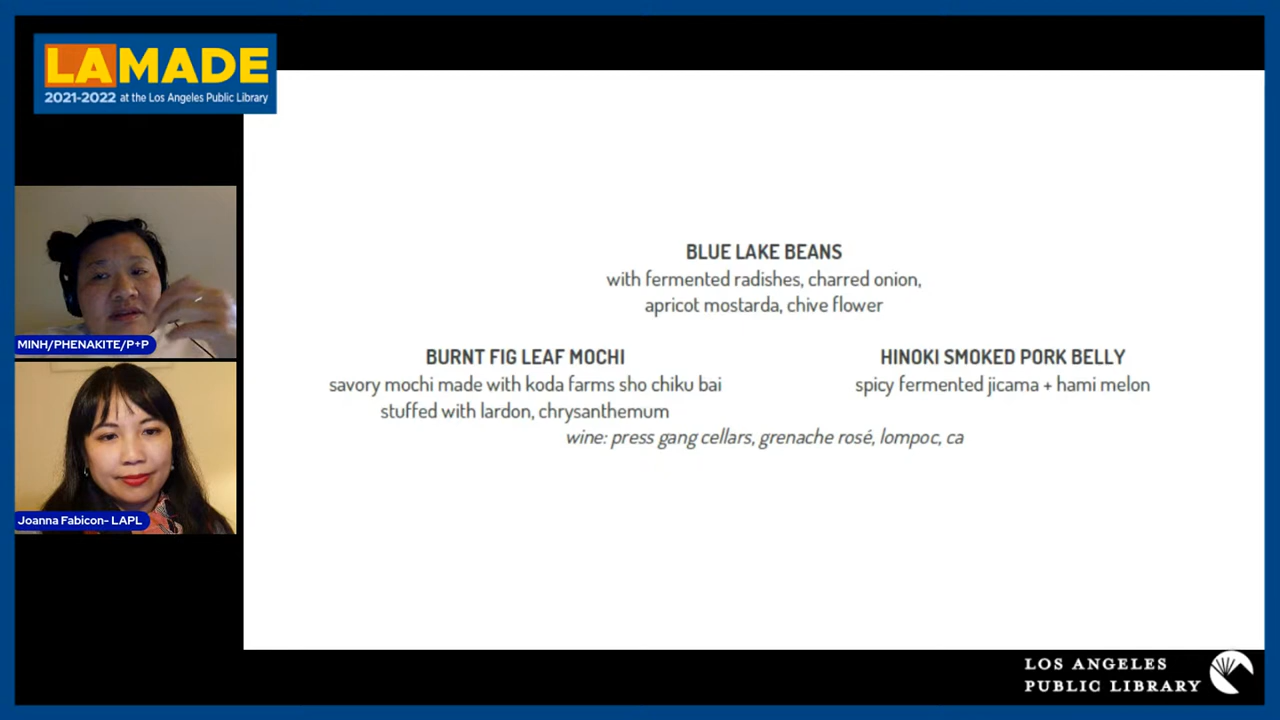 LAMADE
2021-2022 at the Los Angeles Public Library
MINH/PHENAKITE/P+P
Joanna Fabicon- LAPL
BLUE LAKE BEANS
with fermented radishes, charred onion,
apricot mostarda, chive flower
BURNT FIG LEAF MOCHI
savory mochi made with koda farms sho chiku bai
stuffed with lardon, chrysanthemum
HINOKI SMOKED PORK BELLY
spicy fermented jicama + hami melon
wine: press gang cellars, grenache rosé, lompoc, ca
LOS ANGELES
PUBLIC LIBRARY